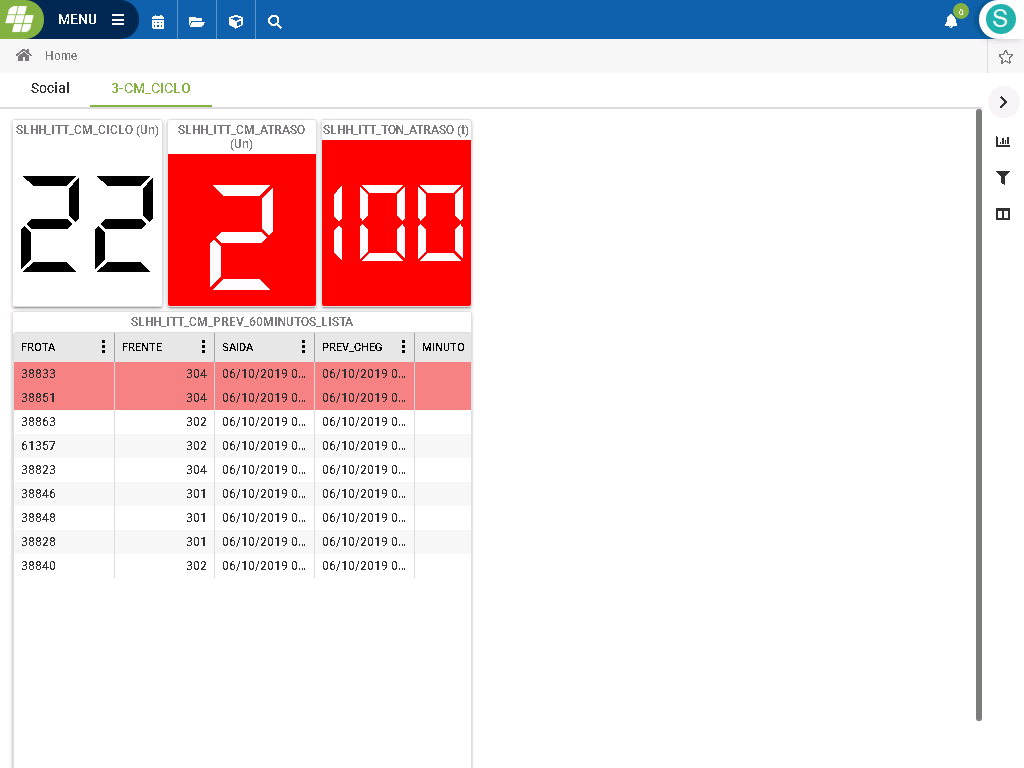 MENU
0
S
Home
Social
3-CM_CICLO
SLHH_ITT_CM_CICLO (Un)
SLHH_ITT_CM_ATRASO
(Un)
SLHH_ITT_TON_ATRASO (t)
22
2
100
SLHH_ITT_CM_PREV_60MINUTOS_LISTA
FROTA FRENTE SAIDA PREV_CHEG MINUTO
38833 304 06/10/2019 0... 06/10/2019 0...
38851 304 06/10/2019 0... 06/10/2019 0...
38863 302 06/10/2019 0... 06/10/2019 0...
61357 302 06/10/2019 0... 06/10/2019 0...
38823 304 06/10/2019 0... 06/10/2019 0...
38846 301 06/10/2019 0... 06/10/2019 0...
38848 301 06/10/2019 0... 06/10/2019 0...
38828 301 06/10/2019 0... 06/10/2019 0...
38840 302 06/10/2019 0... 06/10/2019 0...